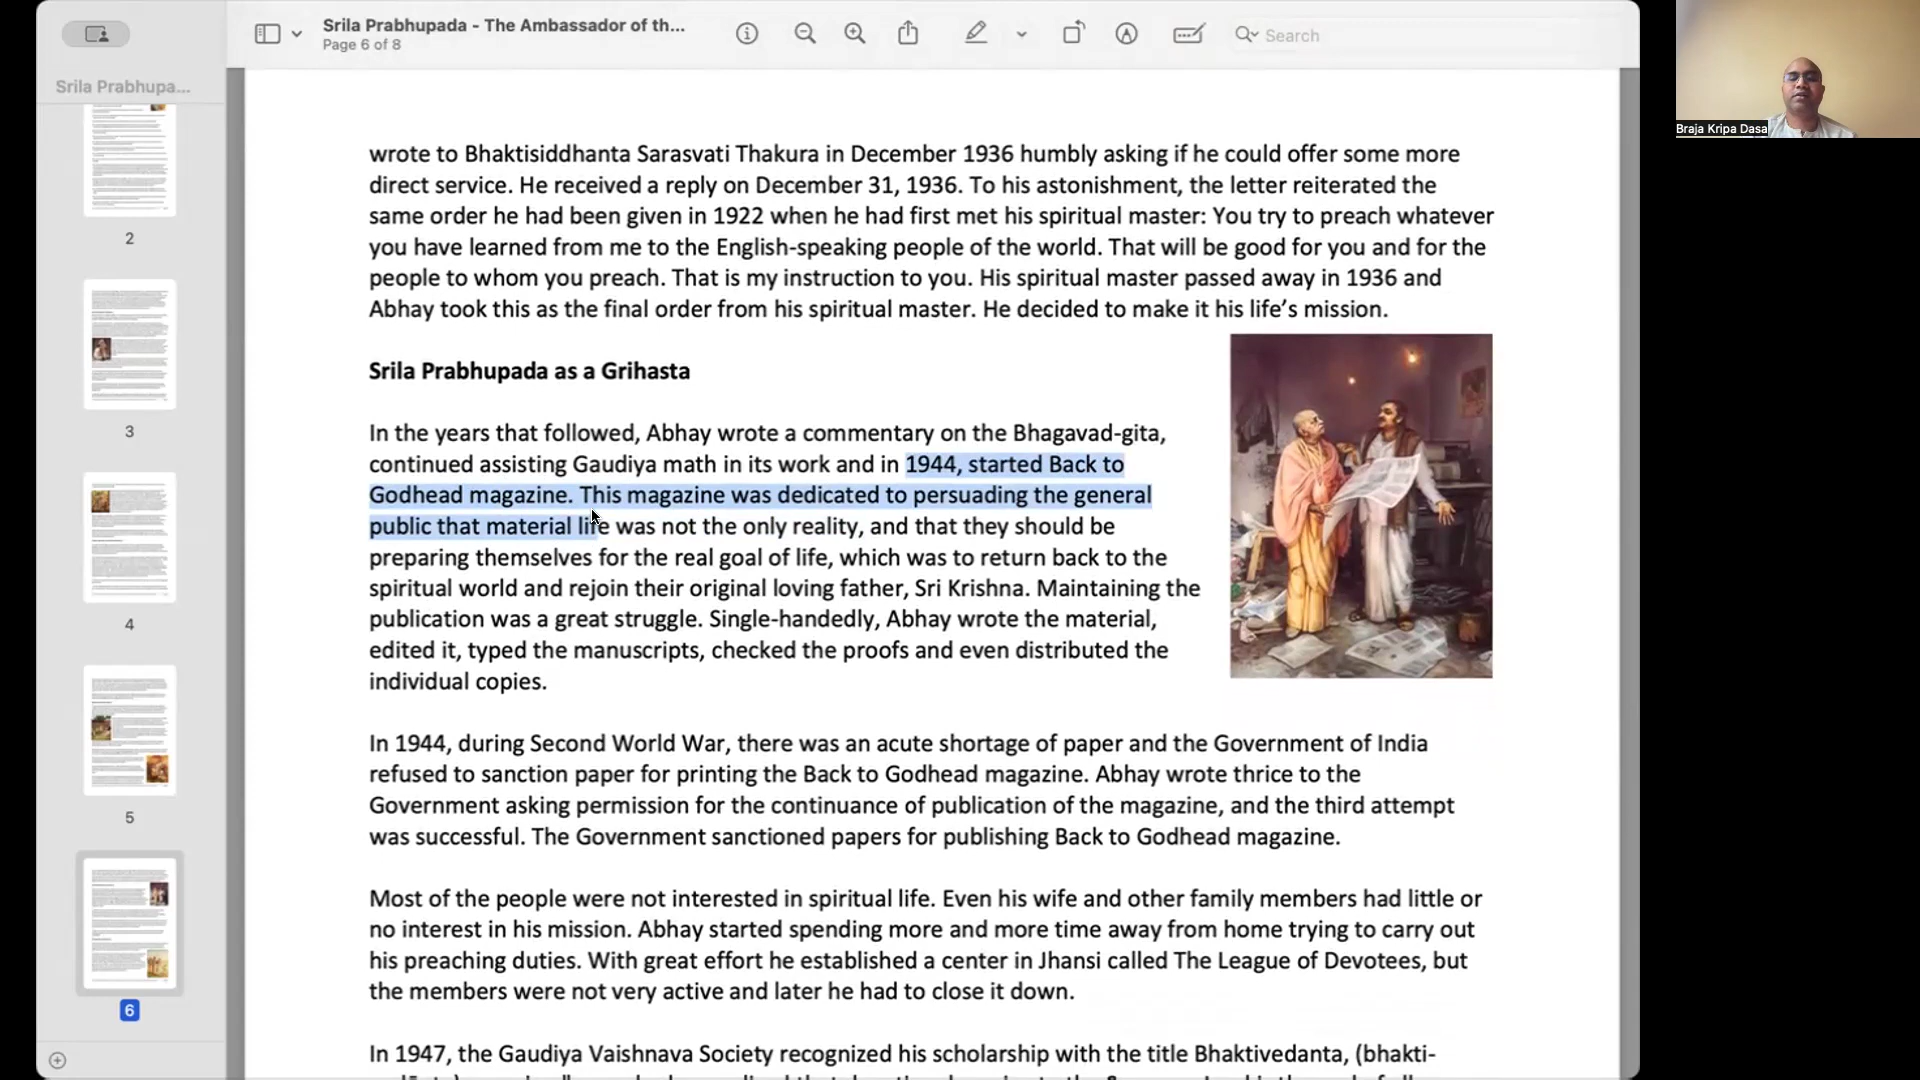 Srila Prabhupada - The Ambassador of th...
Page 6 of 8
Search
Srila Prabhupa...
2
3
4
5
6
wrote to Bhaktisiddhanta Sarasvati Thakura in December 1936 humbly asking if he could offer some more
direct service. He received a reply on December 31, 1936. To his astonishment, the letter reiterated the
same order he had been given in 1922 when he had first met his spiritual master: You try to preach whatever
you have learned from me to the English-speaking people of the world. That will be good for you and for the
people to whom you preach. That is my instruction to you. His spiritual master passed away in 1936 and
Abhay took this as the final order from his spiritual master. He decided to make it his life’s mission.
Srila Prabhupada as a Grihasta
In the years that followed, Abhay wrote a commentary on the Bhagavad-gita,
continued assisting Gaudiya math in its work and in 1944, started Back to
Godhead magazine. This magazine was dedicated to persuading the general
public that material life was not the only reality, and that they should be
preparing themselves for the real goal of life, which was to return back to the
spiritual world and rejoin their original loving father, Sri Krishna. Maintaining the
publication was a great struggle. Single-handedly, Abhay wrote the material,
edited it, typed the manuscripts, checked the proofs and even distributed the
individual copies.
In 1944, during Second World War, there was an acute shortage of paper and the Government of India
refused to sanction paper for printing the Back to Godhead magazine. Abhay wrote thrice to the
Government asking permission for the continuance of publication of the magazine, and the third attempt
was successful. The Government sanctioned papers for publishing Back to Godhead magazine.
Most of the people were not interested in spiritual life. Even his wife and other family members had little or
no interest in his mission. Abhay started spending more and more time away from home trying to carry out
his preaching duties. With great effort he established a center in Jhansi called The League of Devotees, but
the members were not very active and later he had to close it down.
In 1947, the Gaudiya Vaishnava Society recognized his scholarship with the title Bhaktivedanta, (bhakti-
Braja Kripa Dasa